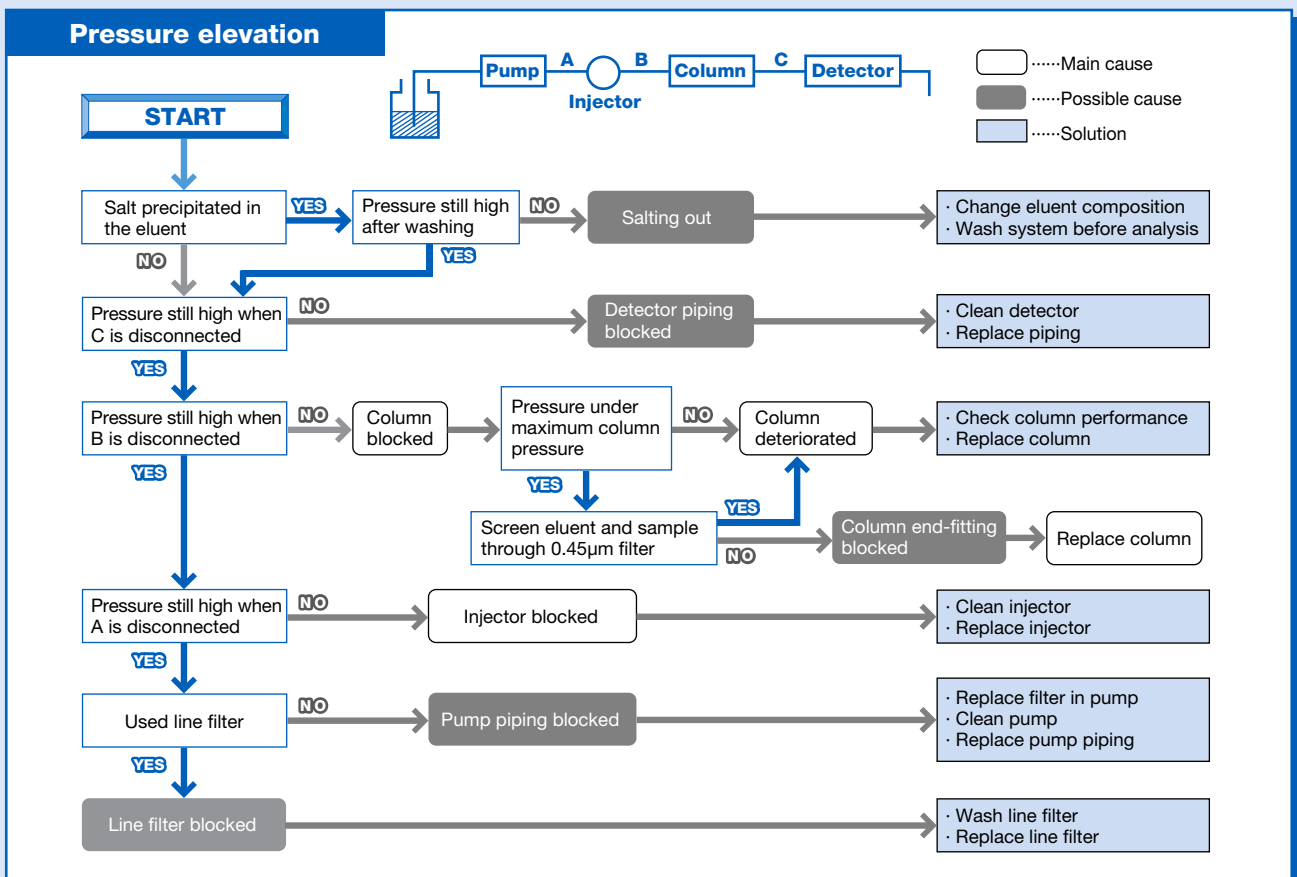 Pressure elevation
A
B
C
Pump
Column
Detector
Injector
······Main cause
······Possible cause
······Solution
START
Salt precipitated in
the eluent
YES
Pressure still high
after washing
NO
Salting out
· Change eluent composition
· Wash system before analysis
NO
YES
Pressure still high when
C is disconnected
NO
Detector piping
blocked
· Clean detector
· Replace piping
YES
Pressure still high when
B is disconnected
NO
Column
blocked
Pressure under
maximum column
pressure
NO
Column
deteriorated
· Check column performance
· Replace column
YES
YES
Screen eluent and sample
through 0.45µm filter
YES
NO
Column end-fitting
blocked
Replace column
Pressure still high when
A is disconnected
NO
Injector blocked
· Clean injector
· Replace injector
YES
Used line filter
NO
Pump piping blocked
· Replace filter in pump
· Clean pump
· Replace pump piping
YES
Line filter blocked
· Wash line filter
· Replace line filter